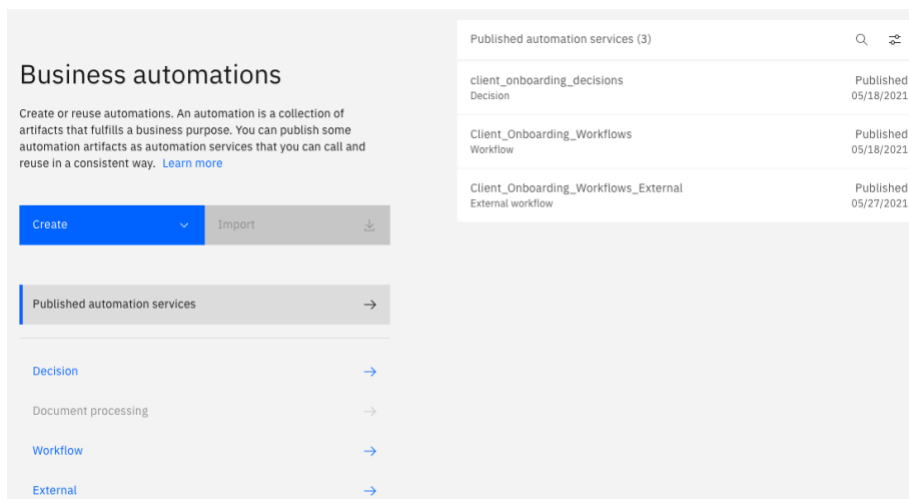 Business automations
Create or reuse automations. An automation is a collection of
artifacts that fulfills a business purpose. You can publish some
automation artifacts as automation services that you can call and
reuse in a consistent way. Learn more
Create
Import
Published automation services
Decision
Document processing
Workflow
External
Published automation services (3)
client_onboarding_decisions
Published
Decision
05/18/2021
Client_Onboarding_Workflows
Published
Workflow
05/18/2021
Client_Onboarding_Workflows_External
Published
External workflow
05/27/2021